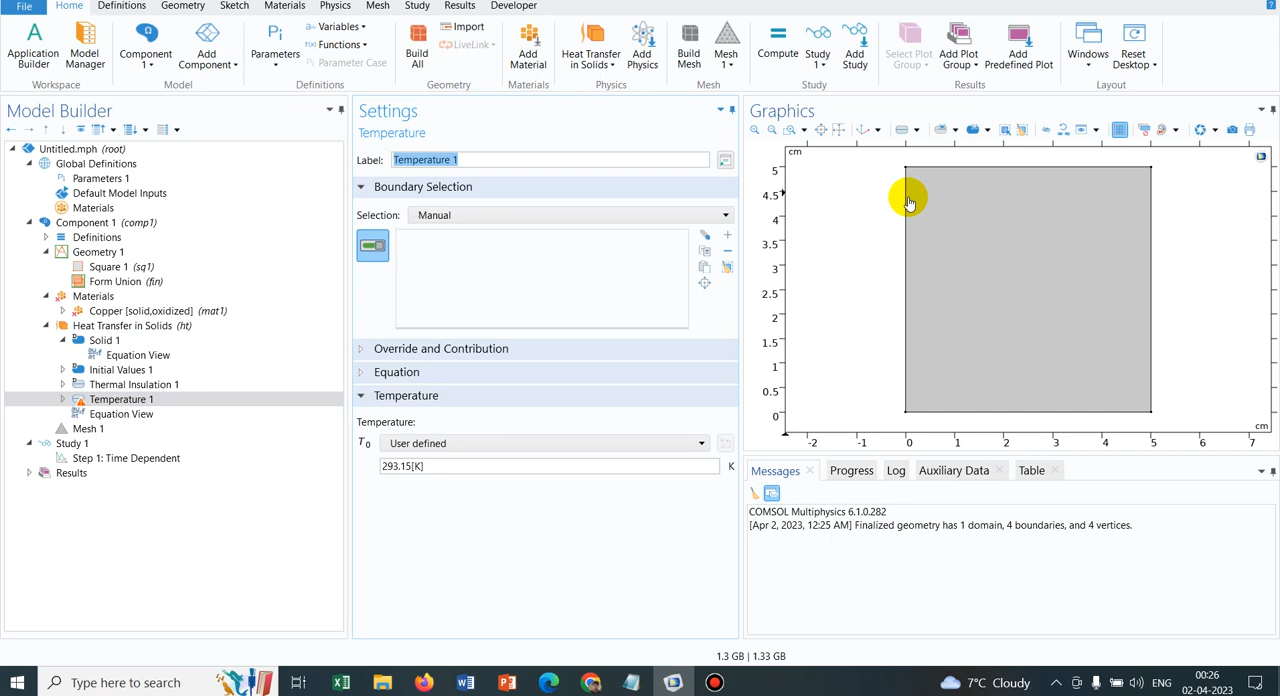 File Home Definitions Geometry Sketch Materials Physics Mesh Study Results Developer
Application Builder
Model Manager
Workspace
Component 1
Add Component
Model
Parameters
a= Variables
f(x) Functions
Pi Parameter Case
Definitions
Build All
Import
LiveLink
Geometry
Add Material
Materials
Heat Transfer in Solids
Add Physics
Physics
Build Mesh
Mesh 1
Mesh
Compute
Study 1
Add Study
Study
Select Plot Group
Add Plot Group
Add Predefined Plot
Results
Windows
Reset Desktop
Layout
Model Builder
Untitled.mph (root)
Global Definitions
Pi Parameters 1
Default Model Inputs
Materials
Component 1 (comp1)
Definitions
Geometry 1
Square 1 (sq1)
Form Union (fin)
Materials
Copper [solid,oxidized] (mat1)
Heat Transfer in Solids (ht)
Solid 1
Equation View
Initial Values 1
Thermal Insulation 1
Temperature 1
Equation View
Mesh 1
Study 1
Step 1: Time Dependent
Results
Settings
Temperature
Label: Temperature 1
Boundary Selection
Selection: Manual
Override and Contribution
Equation
Temperature
Temperature:
T0 User defined
293.15[K] K
Graphics
cm
5
4.5
4
3.5
3
2.5
2
1.5
1
0.5
0
cm
-2 -1 0 1 2 3 4 5 6 7
Messages Progress Log Auxiliary Data Table
COMSOL Multiphysics 6.1.0.282
[Apr 2, 2023, 12:25 AM] Finalized geometry has 1 domain, 4 boundaries, and 4 vertices.
1.3 GB | 1.33 GB
Type here to search
7°C Cloudy
ENG
00:26
02-04-2023